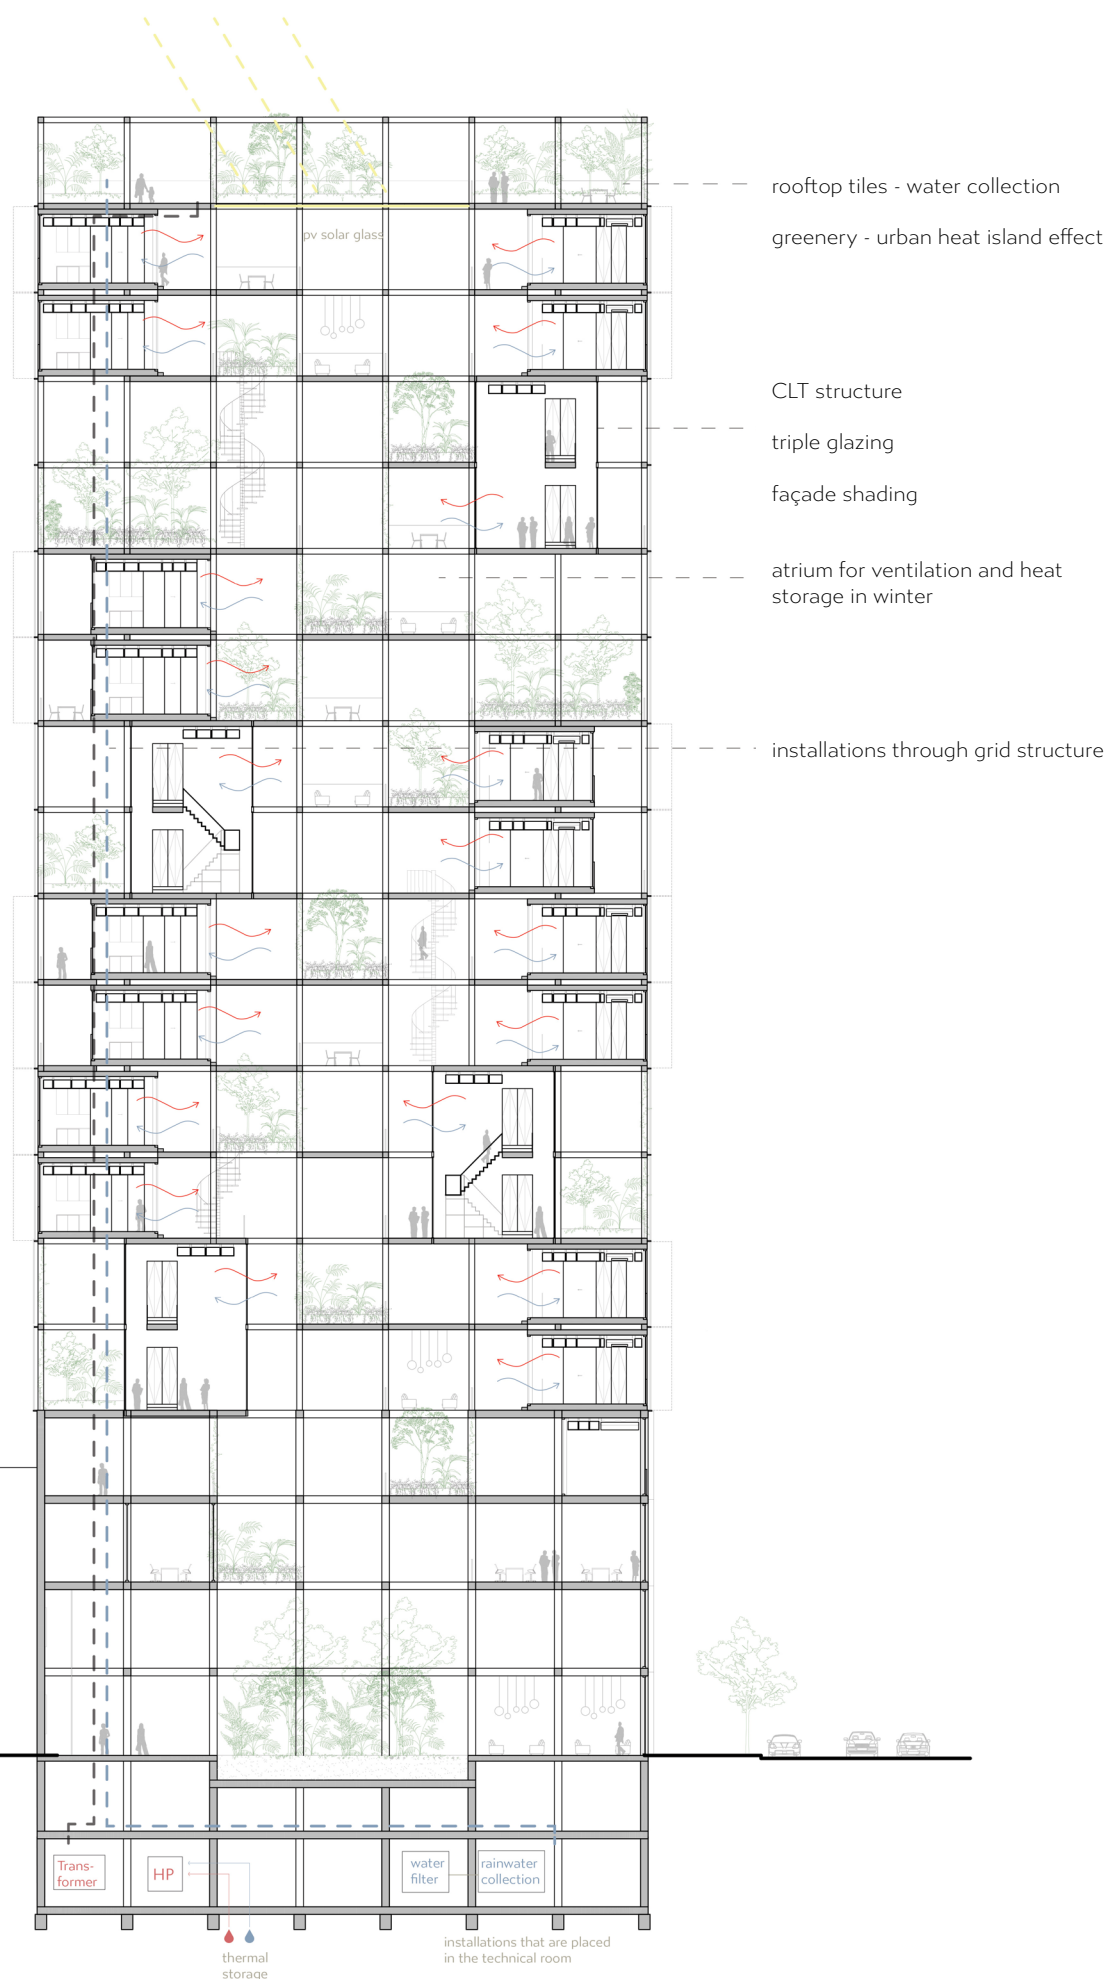 rooftop tiles - water collection
greenery - urban heat island effect
pv solar glass
CLT structure
triple glazing
façade shading
atrium for ventilation and heat
storage in winter
installations through grid structure
Trans-
former
HP
water
filter
rainwater
collection
thermal
storage
installations that are placed
in the technical room